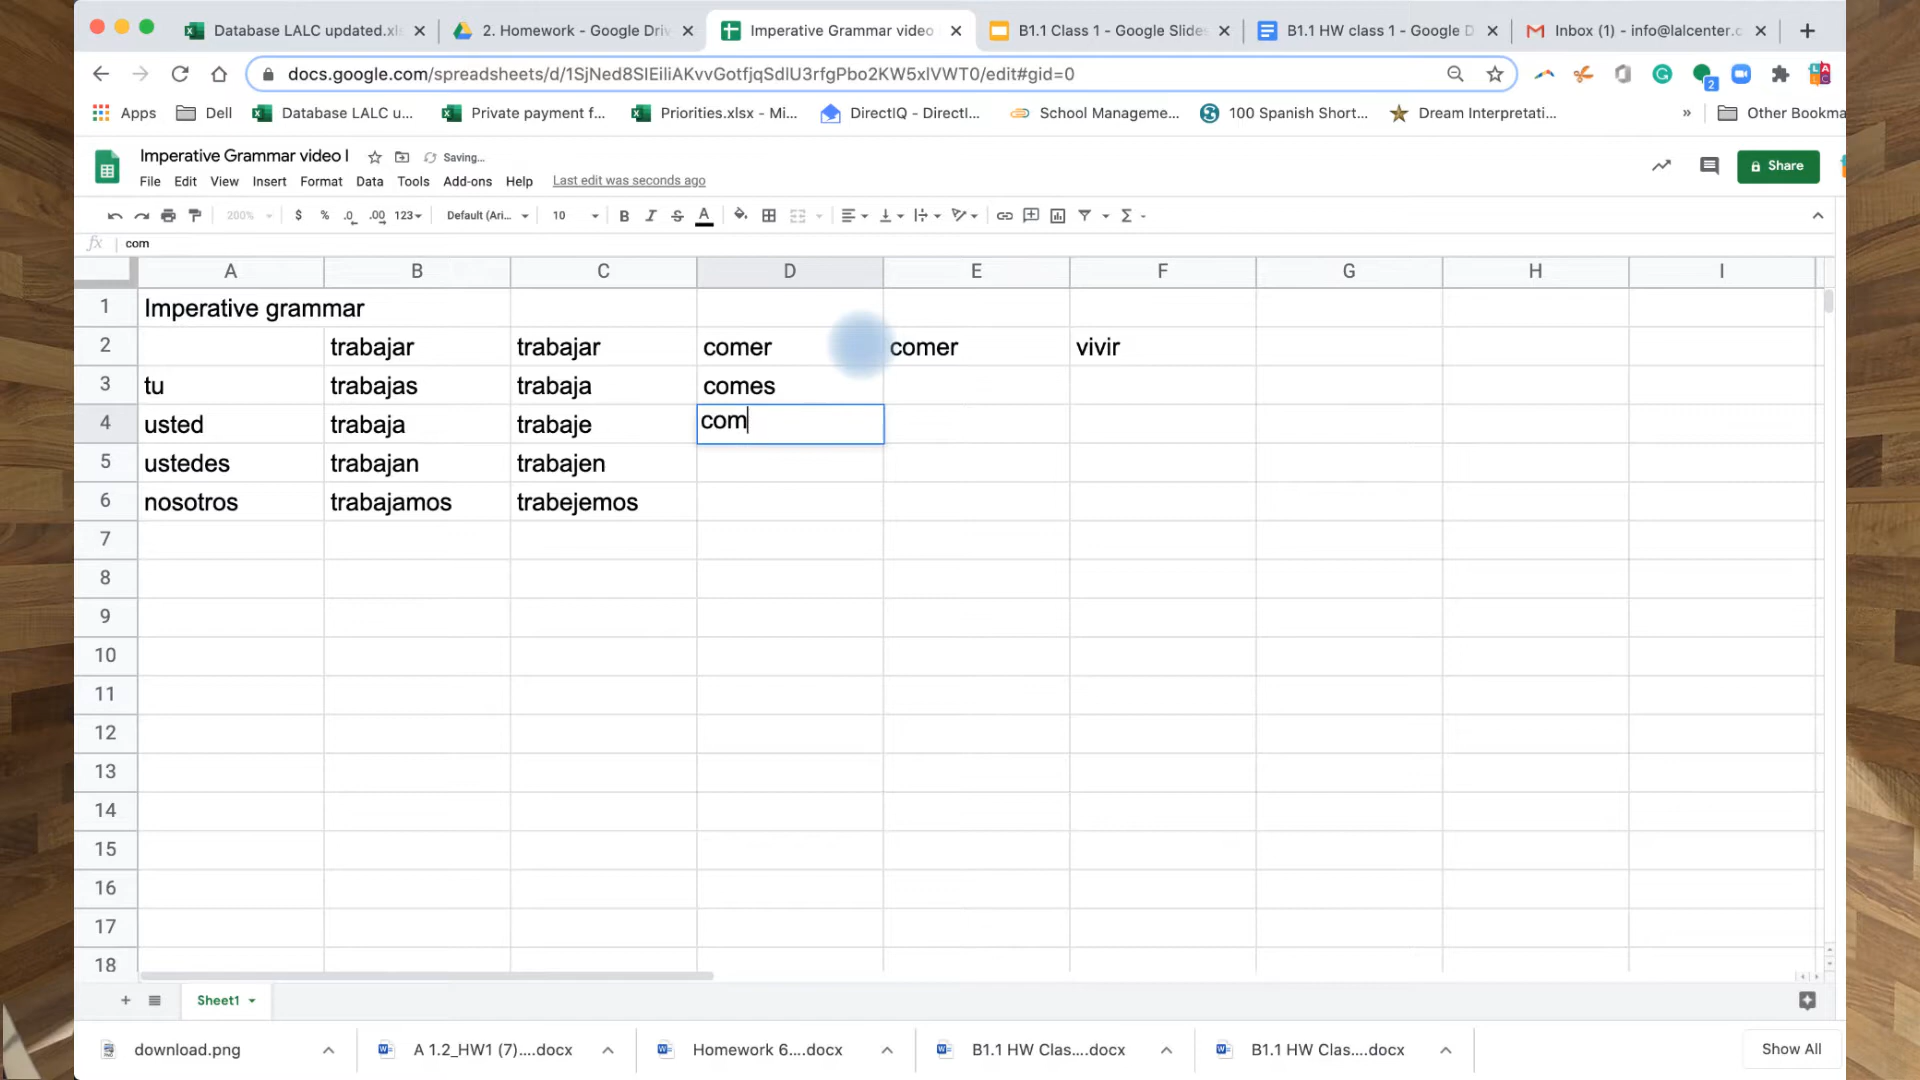 Database LALC updated.xl
2. Homework - Google Driv
Imperative Grammar video
B1.1 Class 1 - Google Slides
B1.1 HW class 1 - Google D
Inbox (1) - info@lalcenter.c
docs.google.com/spreadsheets/d/1SjNed8SIEiliAKvvGotfjqSdlU3rfgPbo2KW5xlVWT0/edit#gid=0
2
Apps
Dell
Database LALC u...
Private payment f...
Priorities.xlsx - Mi...
DirectIQ - DirectI...
School Manageme...
100 Spanish Short...
Dream Interpretati...
»
Other Bookma
Imperative Grammar video I
Saving...
Share
File Edit View Insert Format Data Tools Add-ons Help Last edit was seconds ago
200% $ % .0 .00 123 Default (Ari... 10 B I S A Σ
fx com
A B C D E F G H I
1 Imperative grammar
2 trabajar trabajar comer comer vivir
3 tu trabajas trabaja comes
4 usted trabaja trabaje com
5 ustedes trabajan trabajen
6 nosotros trabajamos trabejemos
7
8
9
10
11
12
13
14
15
16
17
18
Sheet1
download.png
A 1.2_HW1 (7)....docx
Homework 6....docx
B1.1 HW Clas....docx
B1.1 HW Clas....docx
Show All